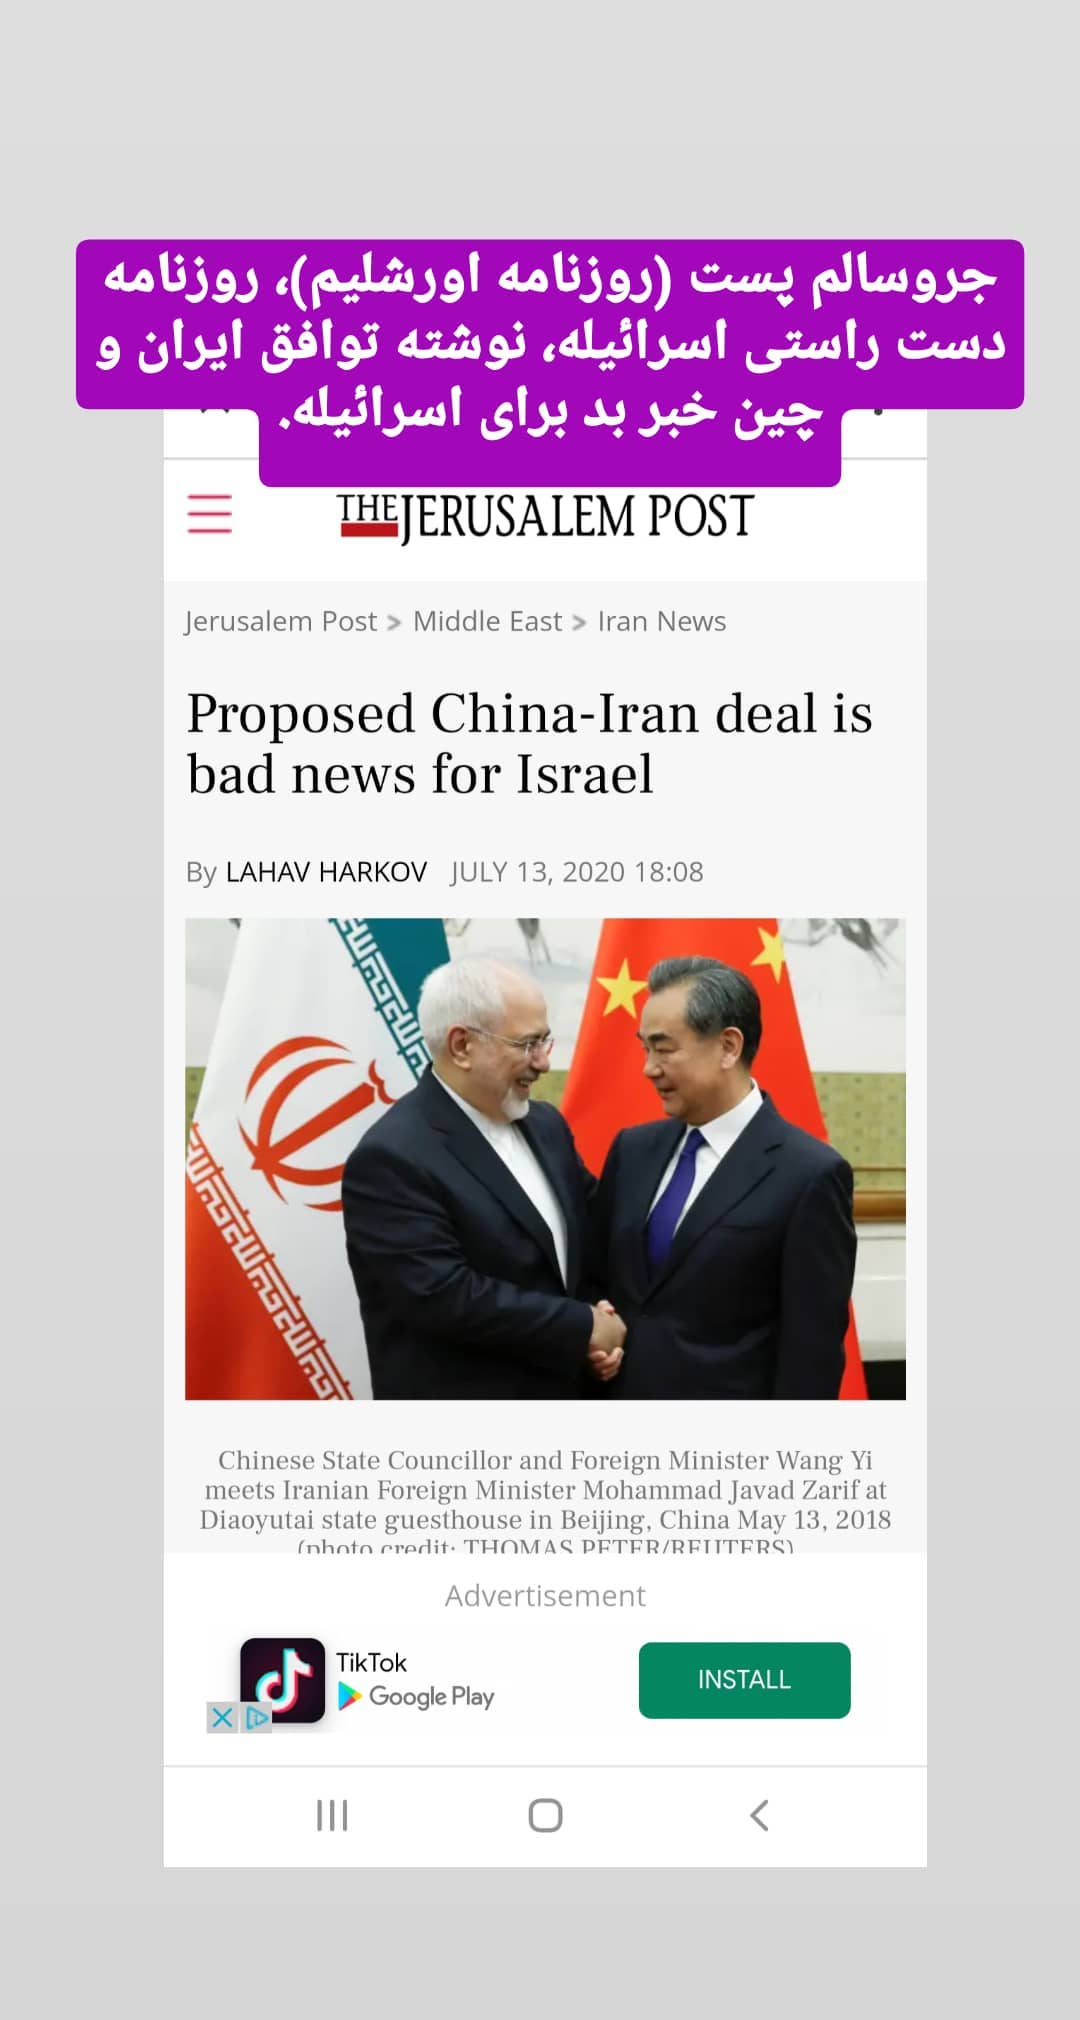 جروسالم پست (روزنامه اورشلیم)، روزنامه
دست راستی اسرائیله، نوشته توافق ایران و
چین خبر بد برای اسرائیله.
THE JERUSALEM POST
Jerusalem Post > Middle East > Iran News
Proposed China-Iran deal is
bad news for Israel
By LAHAV HARKOV JULY 13, 2020 18:08
Chinese State Councillor and Foreign Minister Wang Yi
meets Iranian Foreign Minister Mohammad Javad Zarif at
Diaoyutai state guesthouse in Beijing, China May 13, 2018
(photo credit: THOMAS PETER/REUTERS)
Advertisement
TikTok
Google Play
INSTALL